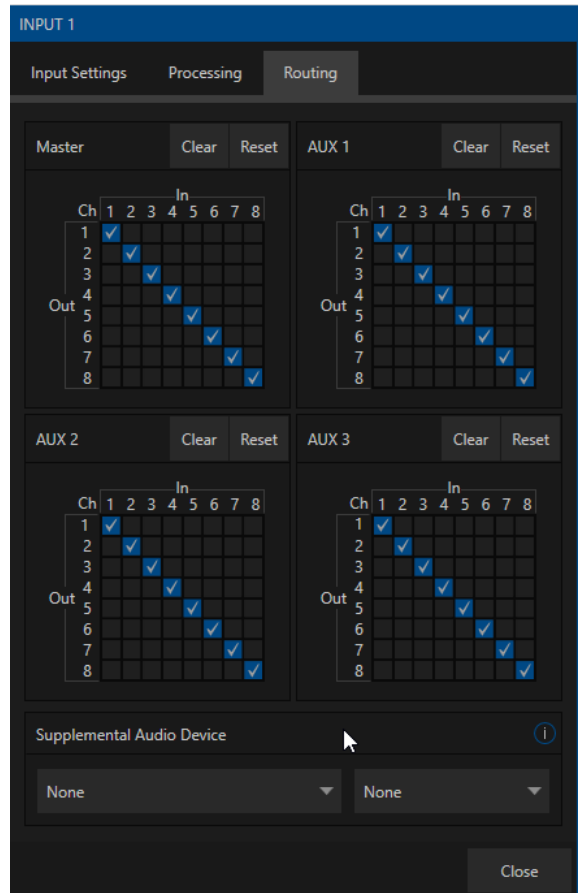 INPUT 1
Input Settings Processing Routing
Master Clear Reset AUX 1 Clear Reset
In In
Ch 1 2 3 4 5 6 7 8 Ch 1 2 3 4 5 6 7 8
1 1
2 2
3 3
Out 4 Out 4
5 5
6 6
7 7
8 8
AUX 2 Clear Reset AUX 3 Clear Reset
In In
Ch 1 2 3 4 5 6 7 8 Ch 1 2 3 4 5 6 7 8
1 1
2 2
3 3
Out 4 Out 4
5 5
6 6
7 7
8 8
Supplemental Audio Device i
None None
Close